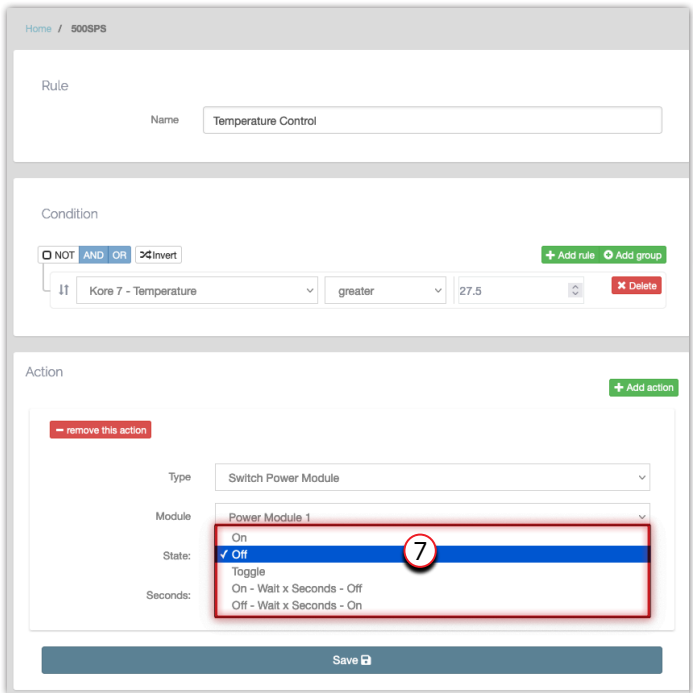 Home / 500SPS
Rule
Name Temperature Control
Condition
NOT AND OR Invert Add rule Add group
Kore 7 - Temperature greater 27.5 Delete
Action
Add action
remove this action
Type Switch Power Module
Module Power Module 1
On
State: ✓ Off 7
Toggle
On - Wait x Seconds - Off
Seconds:
Off - Wait x Seconds - On
Save